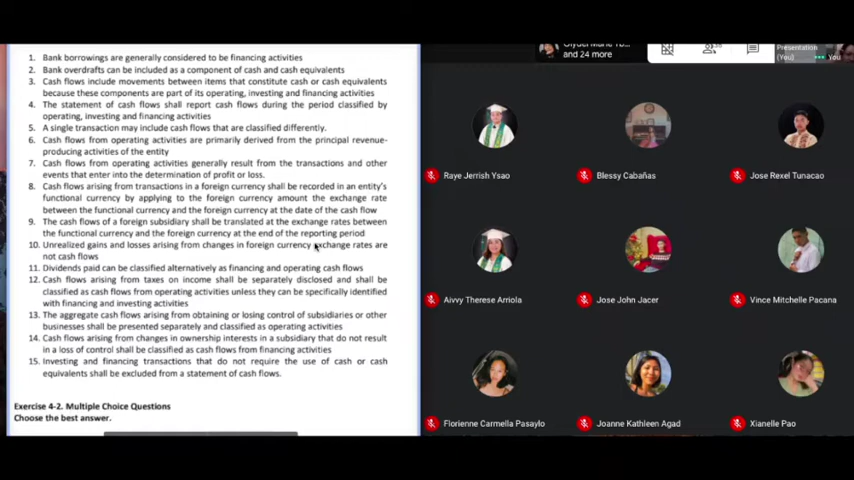 1. Bank borrowings are generally considered to be financing activities
2. Bank overdrafts can be included as a component of cash and cash equivalents
3. Cash flows include movements between items that constitute cash or cash equivalents
because these components are part of its operating, investing and financing activities
4. The statement of cash flows shall report cash flows during the period classified by
operating, investing and financing activities
5. A single transaction may include cash flows that are classified differently.
6. Cash flows from operating activities are primarily derived from the principal revenue-
producing activities of the entity
7. Cash flows from operating activities generally result from the transactions and other
events that enter into the determination of profit or loss.
8. Cash flows arising from transactions in a foreign currency shall be recorded in an entity's
functional currency by applying to the foreign currency amount the exchange rate
between the functional currency and the foreign currency at the date of the cash flow
9. The cash flows of a foreign subsidiary shall be translated at the exchange rates between
the functional currency and the foreign currency at the end of the reporting period
10. Unrealized gains and losses arising from changes in foreign currency exchange rates are
not cash flows
11. Dividends paid can be classified alternatively as financing and operating cash flows
12. Cash flows arising from taxes on income shall be separately disclosed and shall be
classified as cash flows from operating activities unless they can be specifically identified
with financing and investing activities
13. The aggregate cash flows arising from obtaining or losing control of subsidiaries or other
businesses shall be presented separately and classified as operating activities
14. Cash flows arising from changes in ownership interests in a subsidiary that do not result
in a loss of control shall be classified as cash flows from financing activities
15. Investing and financing transactions that do not require the use of cash or cash
equivalents shall be excluded from a statement of cash flows.
Exercise 4-2. Multiple Choice Questions
Choose the best answer.
and 24 more
Presentation
(You)
You
Raye Jerrish Ysao
Blessy Cabañas
Jose Rexel Tunacao
Aivvy Therese Arriola
Jose John Jacer
Vince Mitchelle Pacana
Florienne Carmella Pasaylo
Joanne Kathleen Agad
Xianelle Pao